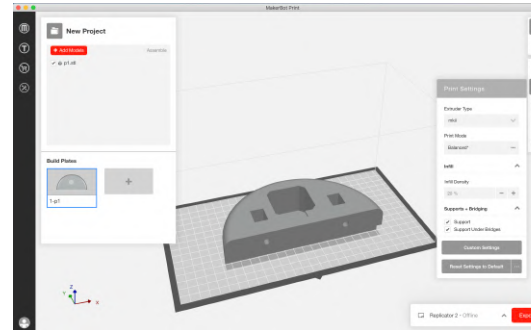 MakerBot Print
New Project
+ Add Models
Assemble
p1.stl
Build Plates
+
1-p1
Z
Y
X
Print Settings
Extruder Type
Print Mode
Balanced*
Infill
Infill Density
20 %
− +
Supports + Bridging
Support
Support Under Bridges
Custom Settings
Reset Settings to Default
Replicator 2 - Offline